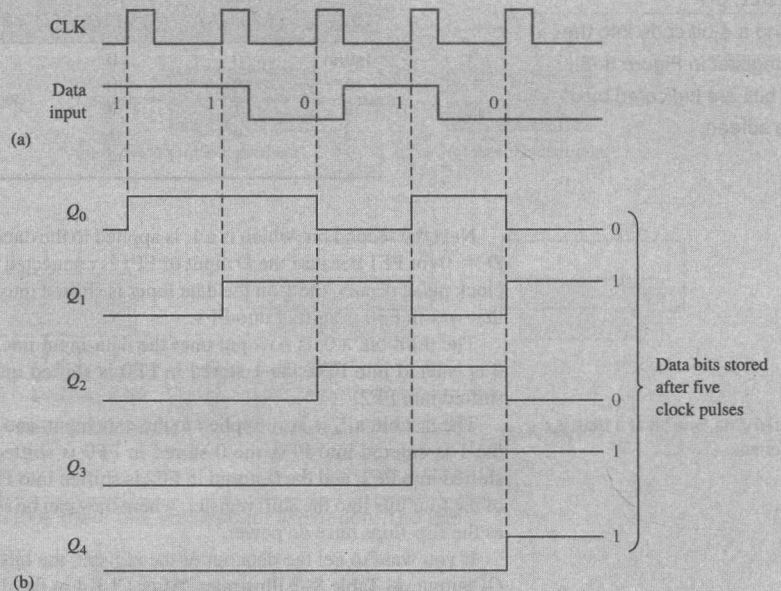 CLK
Data
input
1 1 0 1 0
(a)
Q0
0
Q1
1
Q2
0
Q3
1
Q4
1
Data bits stored
after five
clock pulses
(b)